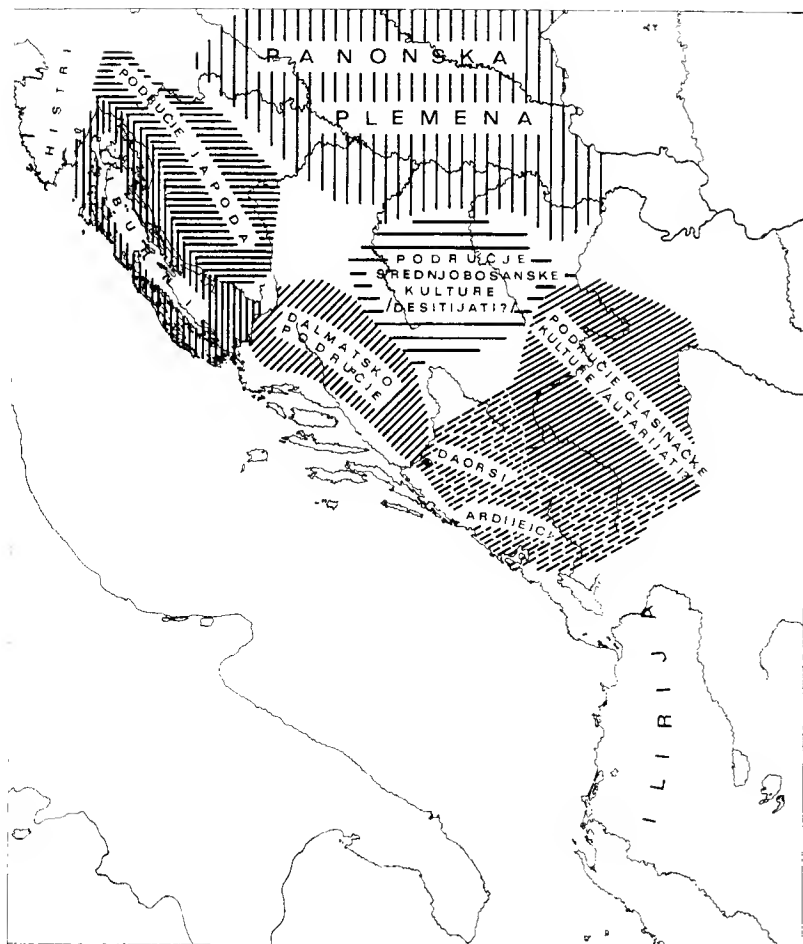 PANONSKA
PLEMENA
HISTRI
PODRUČJE JAPODA
LIBURNI
PODRUČJE
SREDNJOBOSANSKE
KULTURE
/DESITIJATI?/
DALMATSKO
PODRUČJE
PODRUČJE GLASINAČKE
KULTURE /AUTARIJATI?/
DAORSI
ARDIJEJCI
ILIRIJA